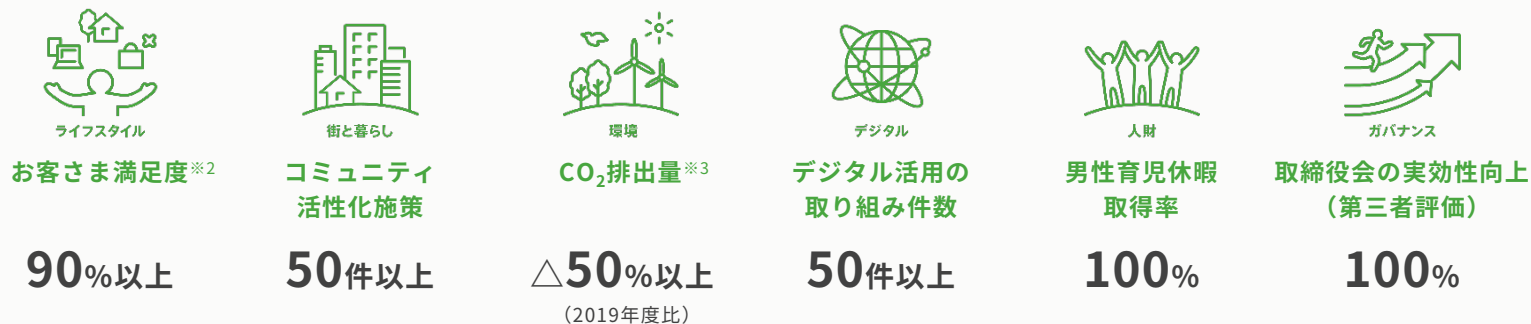 ライフスタイル
お客さま満足度※2
90%以上
街と暮らし
コミュニティ
活性化施策
50件以上
環境
CO₂排出量※3
△50%以上
（2019年度比）
デジタル
デジタル活用の
取り組み件数
50件以上
人財
男性育児休暇
取得率
100%
ガバナンス
取締役会の実効性向上
（第三者評価）
100%